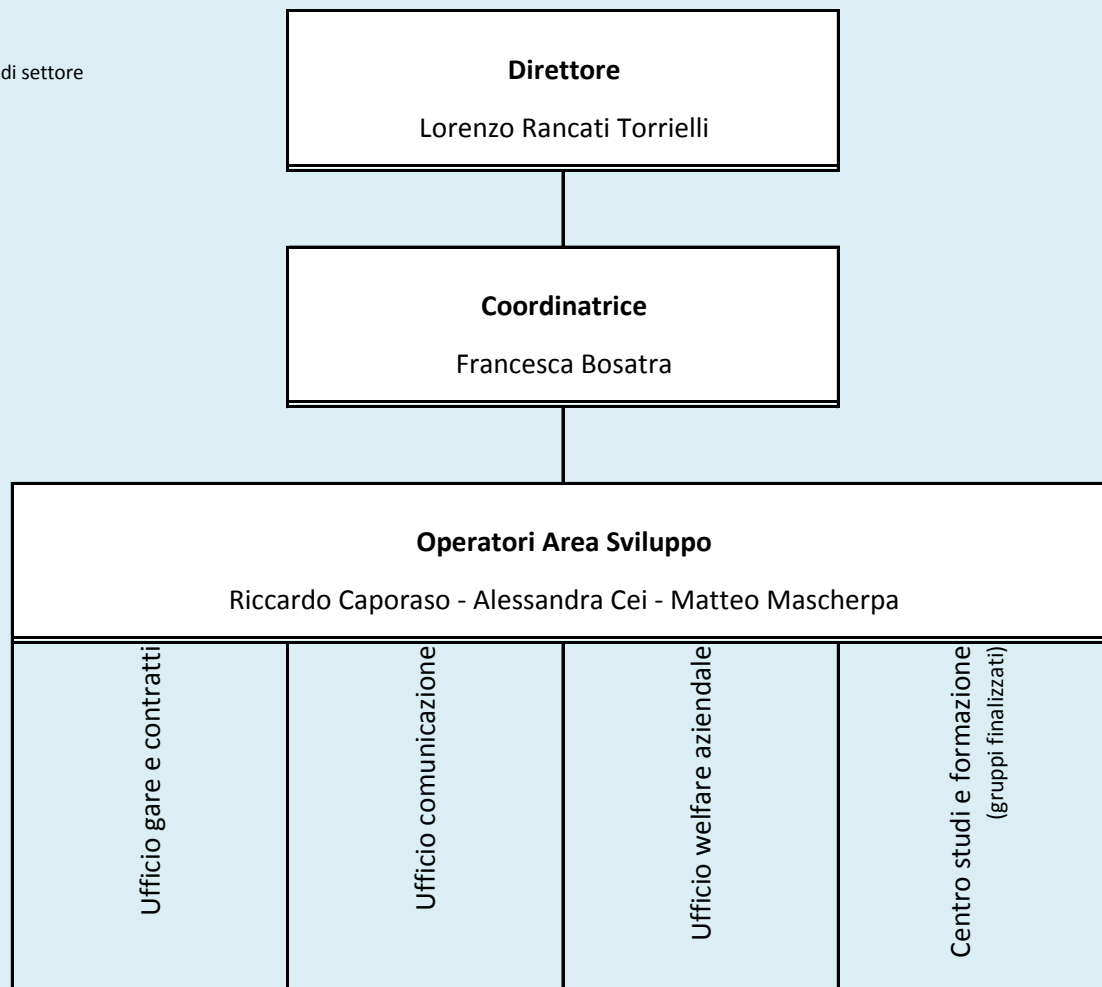 di settore
Direttore
Lorenzo Rancati Torrielli
Coordinatrice
Francesca Bosatra
Operatori Area Sviluppo
Riccardo Caporaso - Alessandra Cei - Matteo Mascherpa
Ufficio gare e contratti
Ufficio comunicazione
Ufficio welfare aziendale
Centro studi e formazione
(gruppi finalizzati)